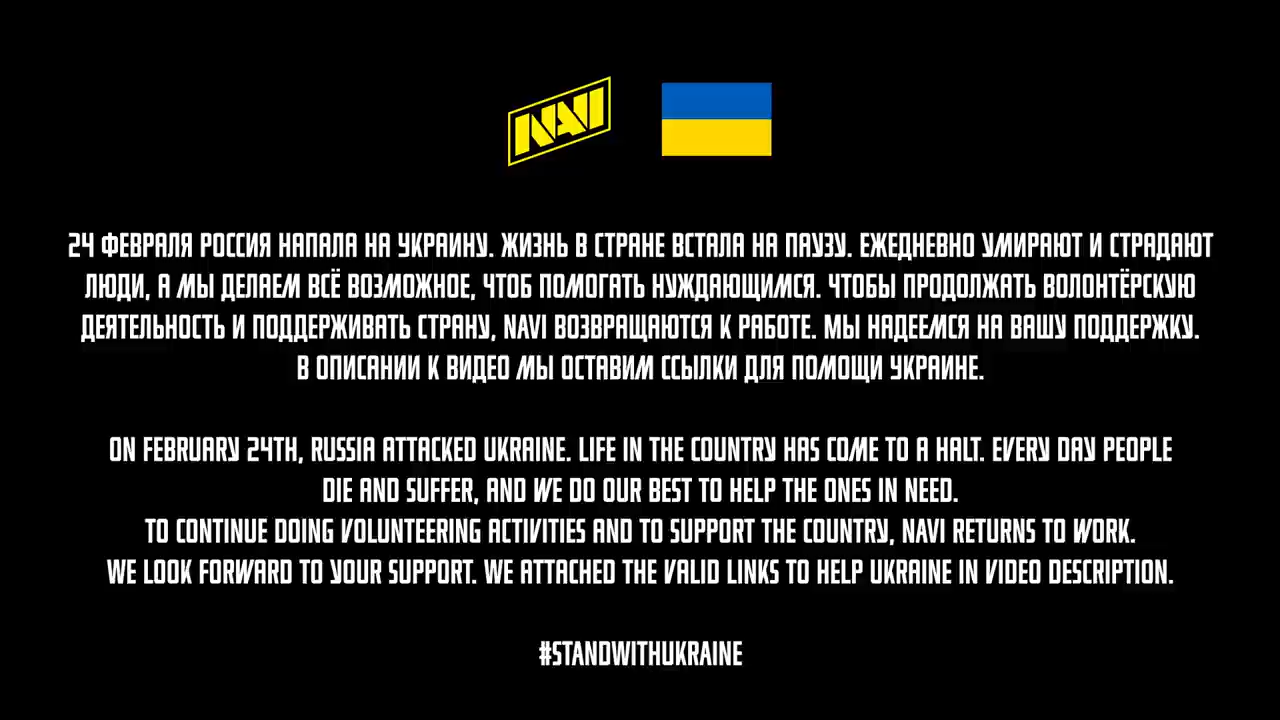 NAVI
24 ФЕВРАЛЯ РОССИЯ НАПАЛА НА УКРАИНУ. ЖИЗНЬ В СТРАНЕ ВСТАЛА НА ПАУЗУ. ЕЖЕДНЕВНО УМИРАЮТ И СТРАДАЮТ
ЛЮДИ, А МЫ ДЕЛАЕМ ВСЁ ВОЗМОЖНОЕ, ЧТОБ ПОМОГАТЬ НУЖДАЮЩИМСЯ. ЧТОБЫ ПРОДОЛЖАТЬ ВОЛОНТЁРСКУЮ
ДЕЯТЕЛЬНОСТЬ И ПОДДЕРЖИВАТЬ СТРАНУ, NAVI ВОЗВРАЩАЮТСЯ К РАБОТЕ. МЫ НАДЕЕМСЯ НА ВАШУ ПОДДЕРЖКУ.
В ОПИСАНИИ К ВИДЕО МЫ ОСТАВИМ ССЫЛКИ ДЛЯ ПОМОЩИ УКРАИНЕ.
ON FEBRUARY 24TH, RUSSIA ATTACKED UKRAINE. LIFE IN THE COUNTRY HAS COME TO A HALT. EVERY DAY PEOPLE
DIE AND SUFFER, AND WE DO OUR BEST TO HELP THE ONES IN NEED.
TO CONTINUE DOING VOLUNTEERING ACTIVITIES AND TO SUPPORT THE COUNTRY, NAVI RETURNS TO WORK.
WE LOOK FORWARD TO YOUR SUPPORT. WE ATTACHED THE VALID LINKS TO HELP UKRAINE IN VIDEO DESCRIPTION.
#STANDWITHUKRAINE